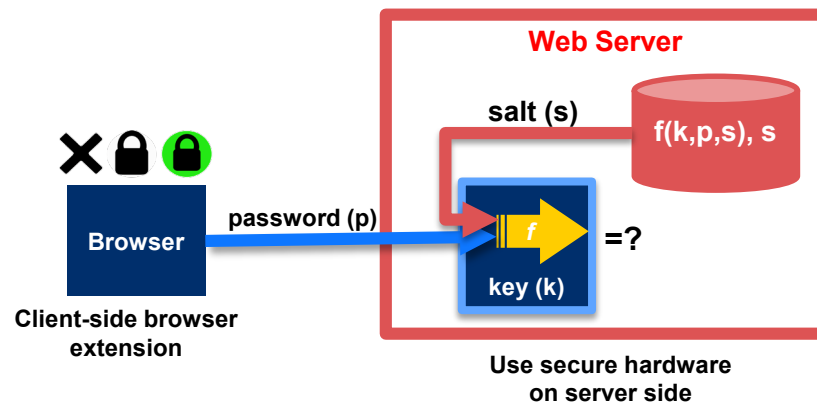 Web Server
salt (s)
f(k,p,s), s
password (p)
Browser
f
=?
key (k)
Client-side browser
extension
Use secure hardware
on server side